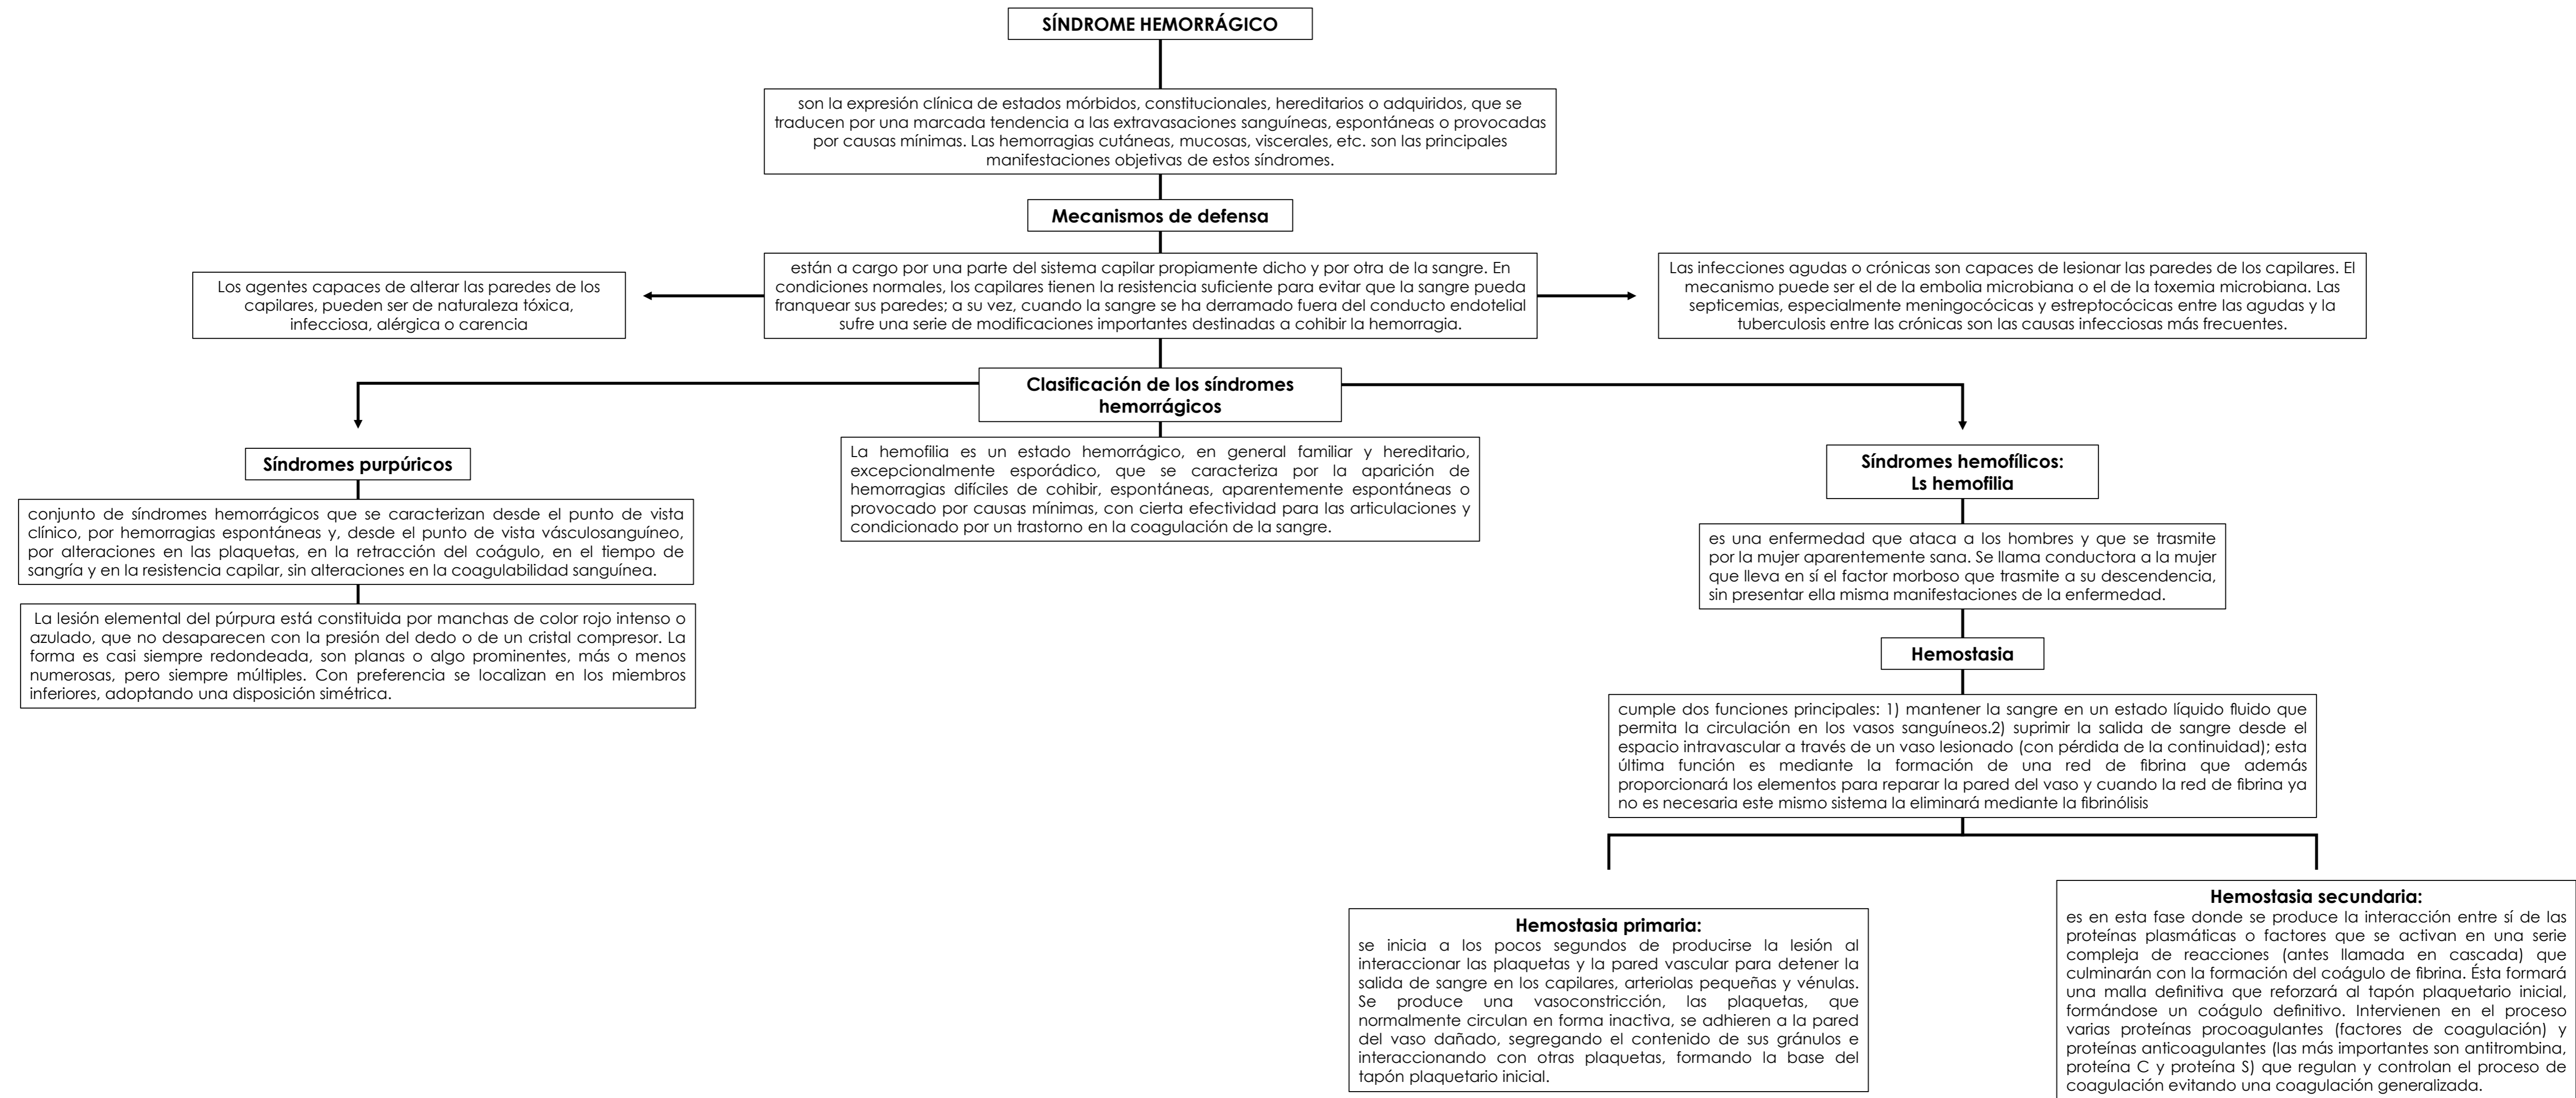 SÍNDROME HEMORRÁGICO
son la expresión clínica de estados mórbidos, constitucionales, hereditarios o adquiridos, que se
traducen por una marcada tendencia a las extravasaciones sanguíneas, espontáneas o provocadas
por causas mínimas. Las hemorragias cutáneas, mucosas, viscerales, etc. son las principales
manifestaciones objetivas de estos síndromes.
Mecanismos de defensa
Los agentes capaces de alterar las paredes de los
capilares, pueden ser de naturaleza tóxica,
infecciosa, alérgica o carencia
están a cargo por una parte del sistema capilar propiamente dicho y por otra de la sangre. En
condiciones normales, los capilares tienen la resistencia suficiente para evitar que la sangre pueda
franquear sus paredes; a su vez, cuando la sangre se ha derramado fuera del conducto endotelial
sufre una serie de modificaciones importantes destinadas a cohibir la hemorragia.
Las infecciones agudas o crónicas son capaces de lesionar las paredes de los capilares. El
mecanismo puede ser el de la embolia microbiana o el de la toxemia microbiana. Las
septicemias, especialmente meningocócicas y estreptocócicas entre las agudas y la
tuberculosis entre las crónicas son las causas infecciosas más frecuentes.
Clasificación de los síndromes
hemorrágicos
Síndromes purpúricos
conjunto de síndromes hemorrágicos que se caracterizan desde el punto de vista
clínico, por hemorragias espontáneas y, desde el punto de vista vásculosanguíneo,
por alteraciones en las plaquetas, en la retracción del coágulo, en el tiempo de
sangría y en la resistencia capilar, sin alteraciones en la coagulabilidad sanguínea.
La lesión elemental del púrpura está constituida por manchas de color rojo intenso o
azulado, que no desaparecen con la presión del dedo o de un cristal compresor. La
forma es casi siempre redondeada, son planas o algo prominentes, más o menos
numerosas, pero siempre múltiples. Con preferencia se localizan en los miembros
inferiores, adoptando una disposición simétrica.
La hemofilia es un estado hemorrágico, en general familiar y hereditario,
excepcionalmente esporádico, que se caracteriza por la aparición de
hemorragias difíciles de cohibir, espontáneas, aparentemente espontáneas o
provocado por causas mínimas, con cierta efectividad para las articulaciones y
condicionado por un trastorno en la coagulación de la sangre.
Síndromes hemofílicos:
Ls hemofilia
es una enfermedad que ataca a los hombres y que se trasmite
por la mujer aparentemente sana. Se llama conductora a la mujer
que lleva en sí el factor morboso que trasmite a su descendencia,
sin presentar ella misma manifestaciones de la enfermedad.
Hemostasia
cumple dos funciones principales: 1) mantener la sangre en un estado líquido fluido que
permita la circulación en los vasos sanguíneos.2) suprimir la salida de sangre desde el
espacio intravascular a través de un vaso lesionado (con pérdida de la continuidad); esta
última función es mediante la formación de una red de fibrina que además
proporcionará los elementos para reparar la pared del vaso y cuando la red de fibrina ya
no es necesaria este mismo sistema la eliminará mediante la fibrinólisis
Hemostasia primaria:
se inicia a los pocos segundos de producirse la lesión al
interaccionar las plaquetas y la pared vascular para detener la
salida de sangre en los capilares, arteriolas pequeñas y vénulas.
Se produce una vasoconstricción, las plaquetas, que
normalmente circulan en forma inactiva, se adhieren a la pared
del vaso dañado, segregando el contenido de sus gránulos e
interaccionando con otras plaquetas, formando la base del
tapón plaquetario inicial.
Hemostasia secundaria:
es en esta fase donde se produce la interacción entre sí de las
proteínas plasmáticas o factores que se activan en una serie
compleja de reacciones (antes llamada en cascada) que
culminarán con la formación del coágulo de fibrina. Ésta formará
una malla definitiva que reforzará al tapón plaquetario inicial,
formándose un coágulo definitivo. Intervienen en el proceso
varias proteínas procoagulantes (factores de coagulación) y
proteínas anticoagulantes (las más importantes son antitrombina,
proteína C y proteína S) que regulan y controlan el proceso de
coagulación evitando una coagulación generalizada.